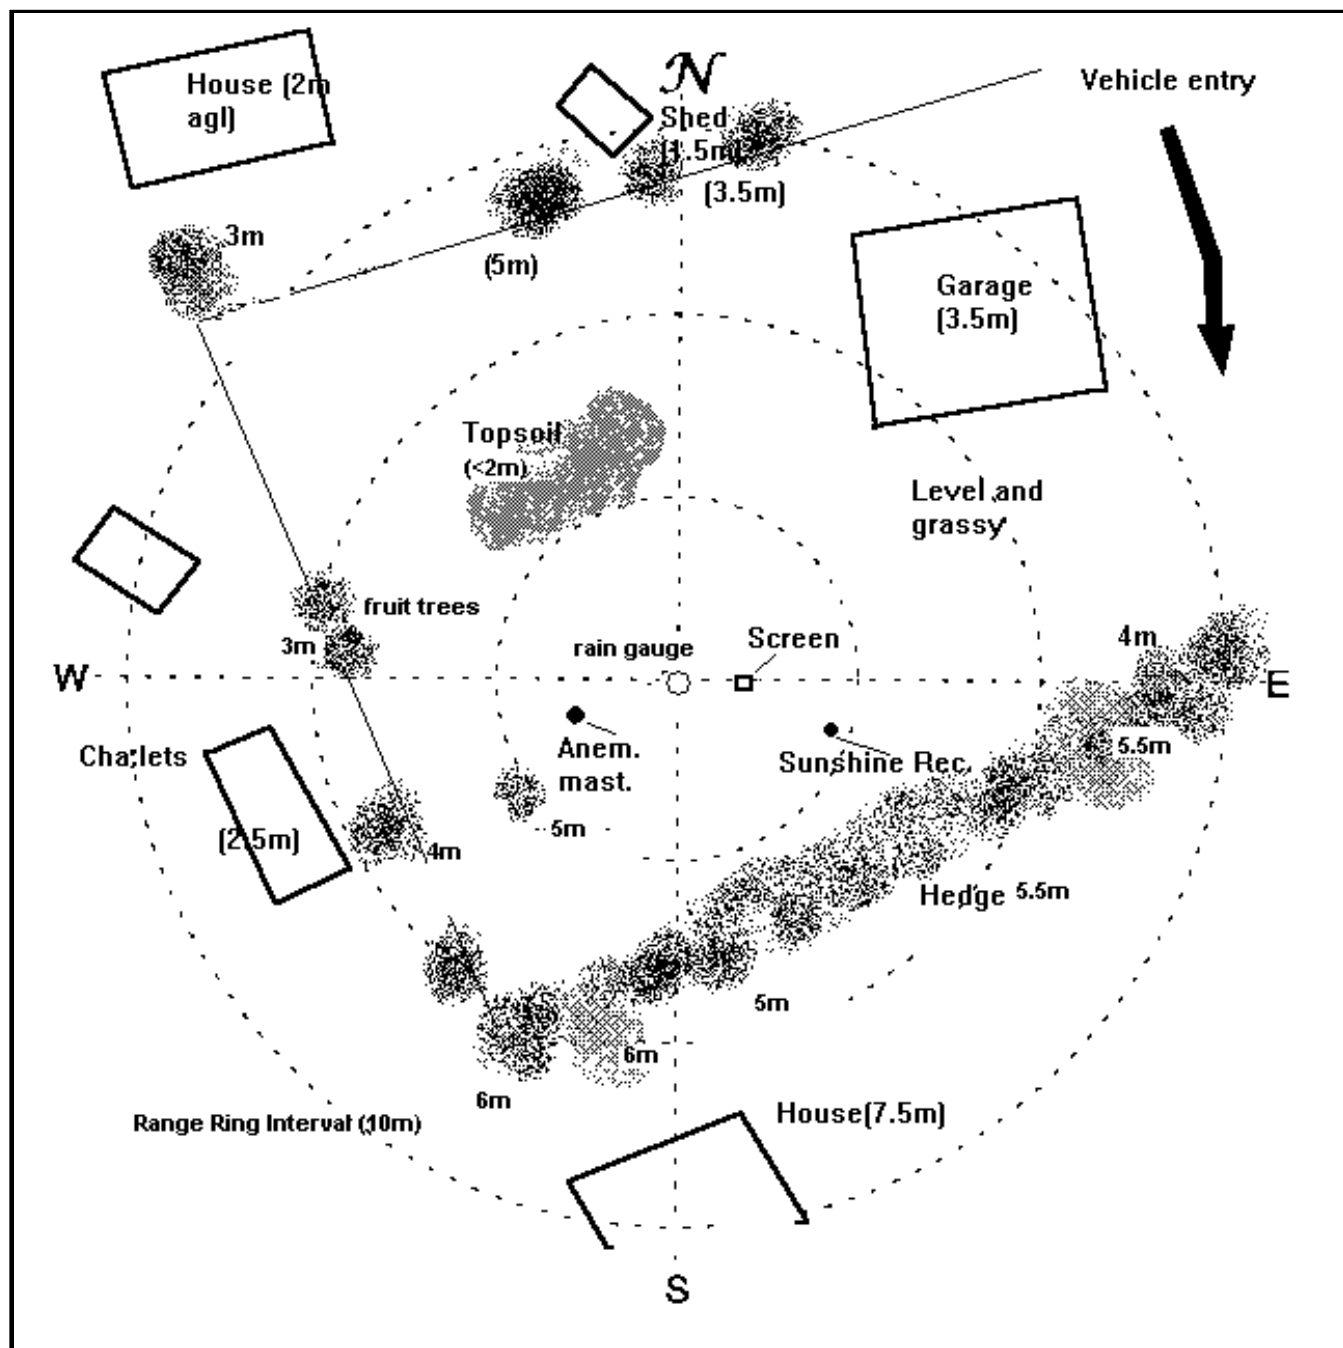 N
House (2m
agl)
Shed
(1.5m)
Vehicle entry
(3.5m)
3m
(5m)
Garage
(3.5m)
Topsoil
(<2m)
Level and
grassy
fruit trees
3m
rain gauge
Screen
4m
W
E
Chalets
Anem.
mast.
Sunshine Rec.
5.5m
(2.5m)
5m
4m
Hedge 5.5m
5m
6m
6m
House(7.5m)
Range Ring Interval (10m)
S